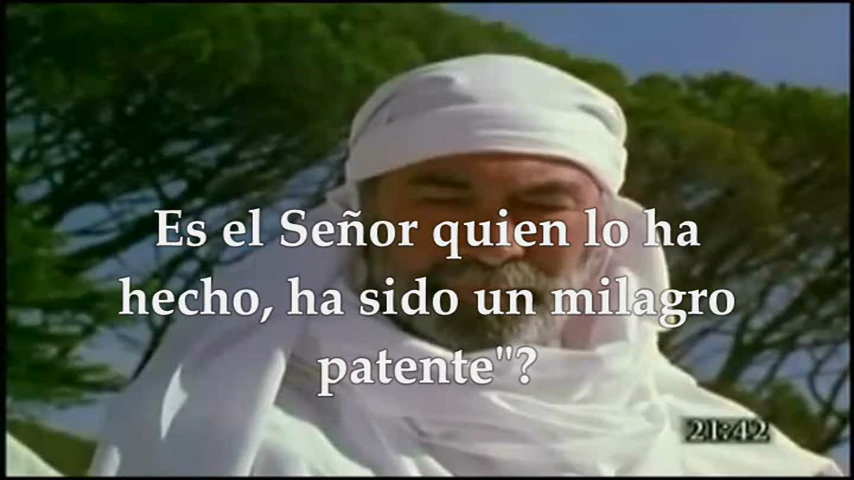 Es el Señor quien lo ha
hecho, ha sido un milagro
patente"?
21:42